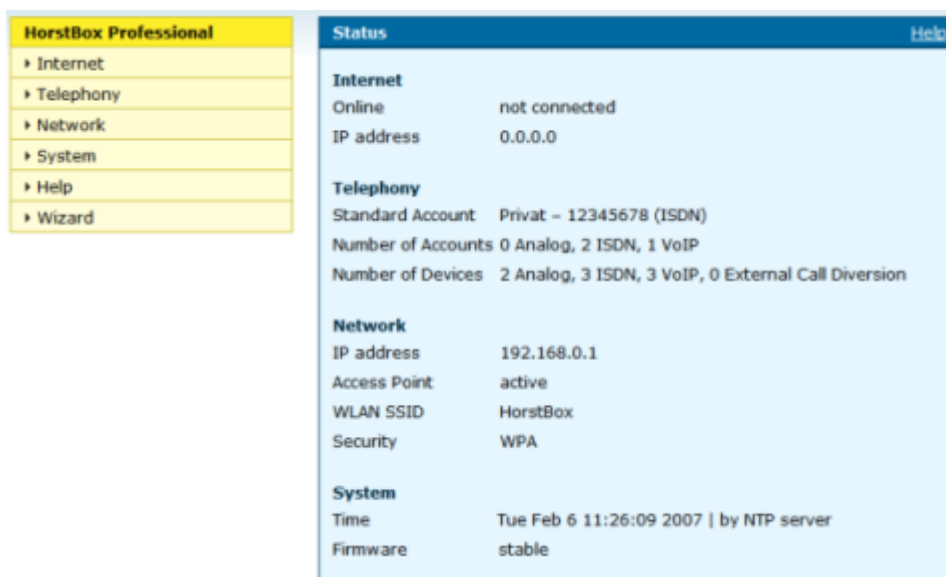 HorstBox Professional
Internet
Telephony
Network
System
Help
Wizard
Status Help
Internet
Online not connected
IP address 0.0.0.0
Telephony
Standard Account Privat – 12345678 (ISDN)
Number of Accounts 0 Analog, 2 ISDN, 1 VoIP
Number of Devices 2 Analog, 3 ISDN, 3 VoIP, 0 External Call Diversion
Network
IP address 192.168.0.1
Access Point active
WLAN SSID HorstBox
Security WPA
System
Time Tue Feb 6 11:26:09 2007 | by NTP server
Firmware stable